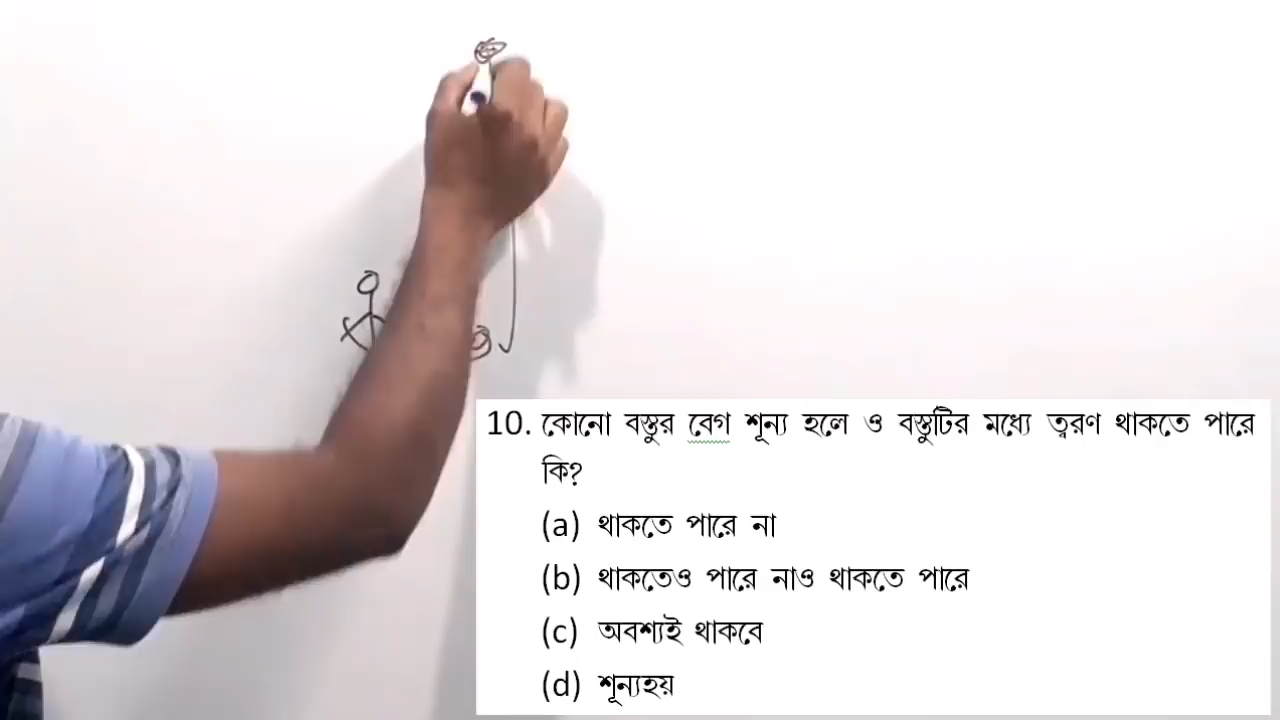 10. কোনো বস্তুর বেগ শূন্য হলে ও বস্তুটির মধ্যে ত্বরণ থাকতে পারে
কি?
(a) থাকতে পারে না
(b) থাকতেও পারে নাও থাকতে পারে
(c) অবশ্যই থাকবে
(d) শূন্যহয়